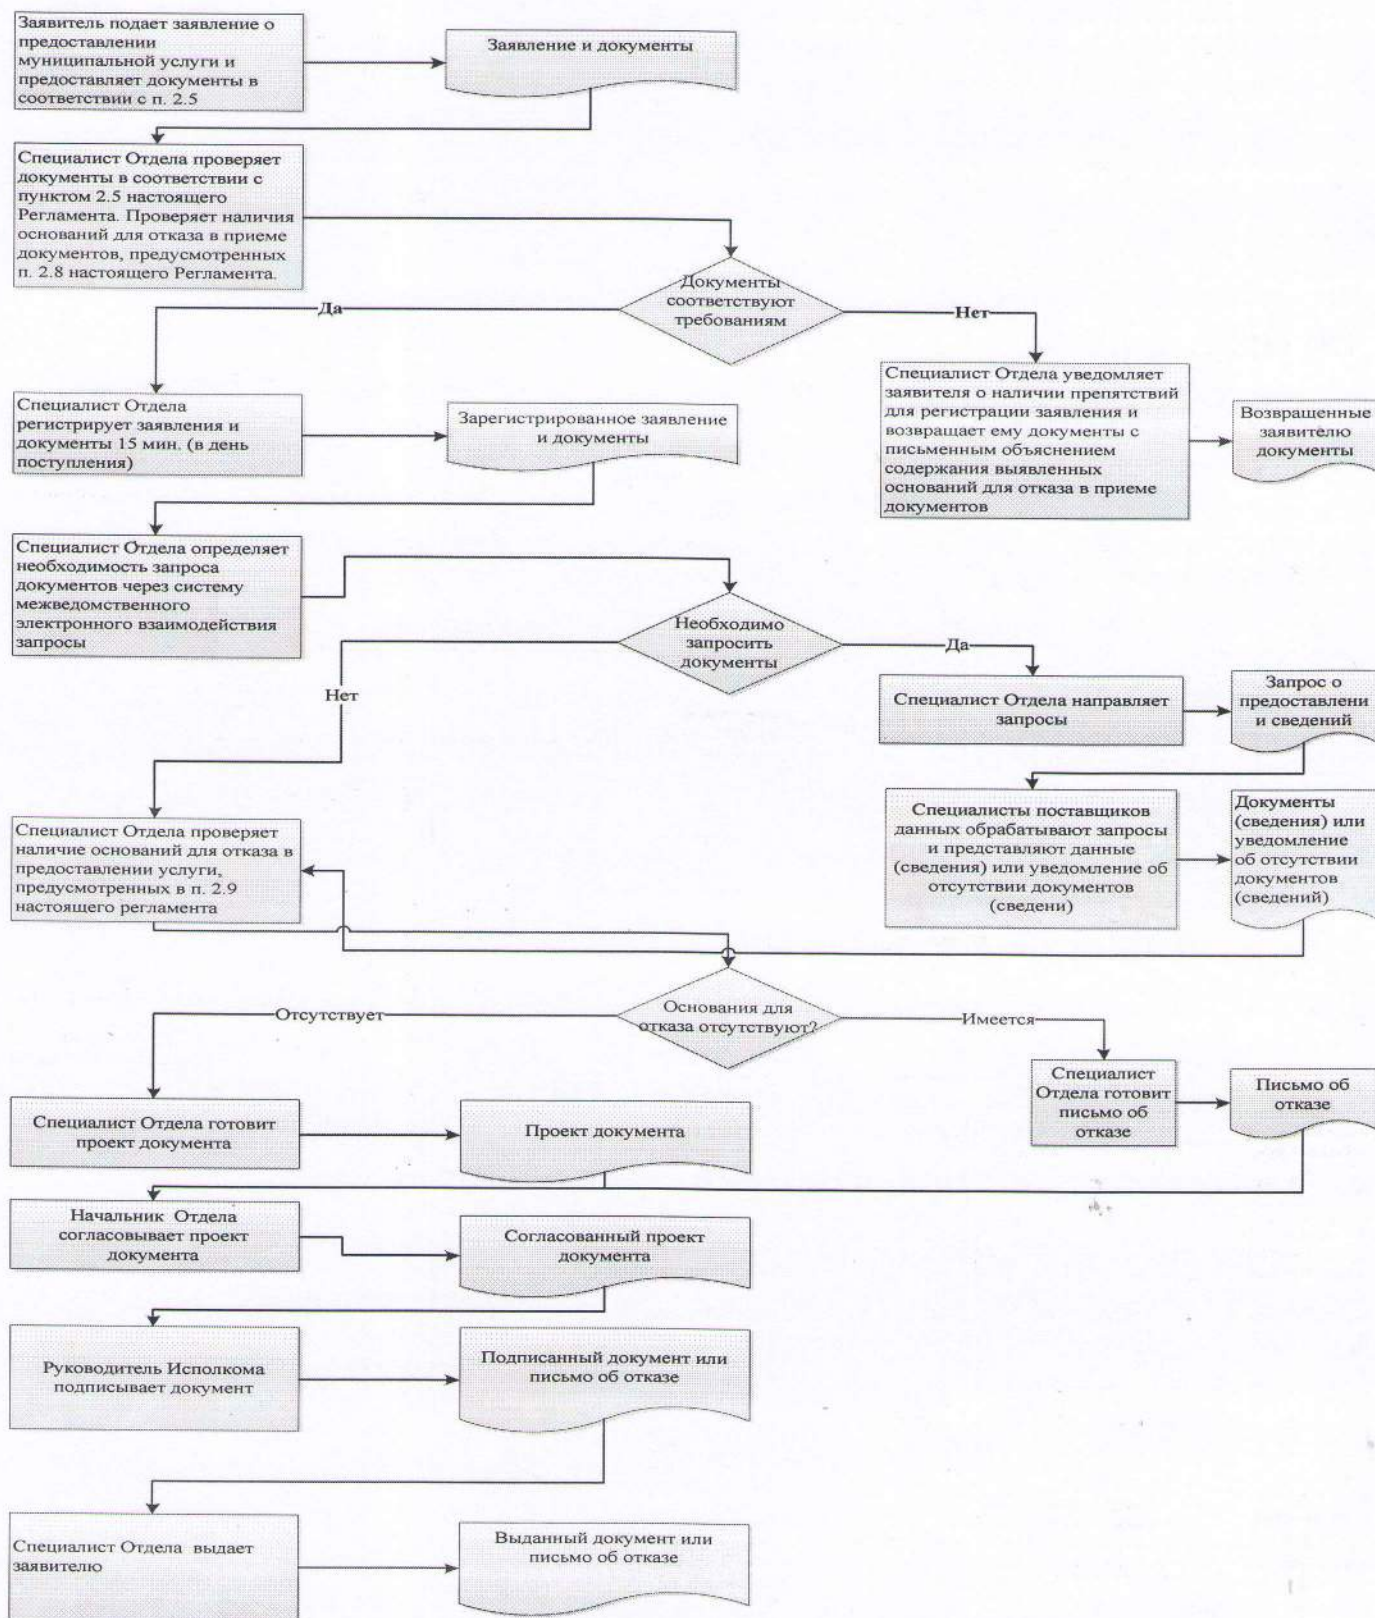 Заявитель подает заявление о
предоставлении
муниципальной услуги и
предоставляет документы в
соответствии с п. 2.5
Заявление и документы
Специалист Отдела проверяет
документы в соответствии с
пунктом 2.5 настоящего
Регламента. Проверяет наличия
оснований для отказа в приеме
документов, предусмотренных
п. 2.8 настоящего Регламента.
Документы
соответствуют
требованиям
Да
Нет
Специалист Отдела
регистрирует заявления и
документы 15 мин. (в день
поступления)
Зарегистрированное заявление
и документы
Специалист Отдела уведомляет
заявителя о наличии препятствий
для регистрации заявления и
возвращает ему документы с
письменным объяснением
содержания выявленных
оснований для отказа в приеме
документов
Возвращенные
заявителю
документы
Специалист Отдела определяет
необходимость запроса
документов через систему
межведомственного
электронного взаимодействия
запросы
Необходимо
запросить
документы
Да
Нет
Специалист Отдела направляет
запросы
Запрос о
предоставлени
и сведений
Специалист Отдела проверяет
наличие оснований для отказа в
предоставлении услуги,
предусмотренных в п. 2.9
настоящего регламента
Специалисты поставщиков
данных обрабатывают запросы
и представляют данные
(сведения) или уведомление об
отсутствии документов
(сведени)
Документы
(сведения) или
уведомление
об отсутствии
документов
(сведений)
Основания для
отказа отсутствуют?
Отсутствует
Имеется
Специалист
Отдела готовит
письмо об
отказе
Письмо об
отказе
Специалист Отдела готовит
проект документа
Проект документа
Начальник Отдела
согласовывает проект
документа
Согласованный проект
документа
Руководитель Исполкома
подписывает документ
Подписанный документ или
письмо об отказе
Специалист Отдела выдает
заявителю
Выданный документ или
письмо об отказе